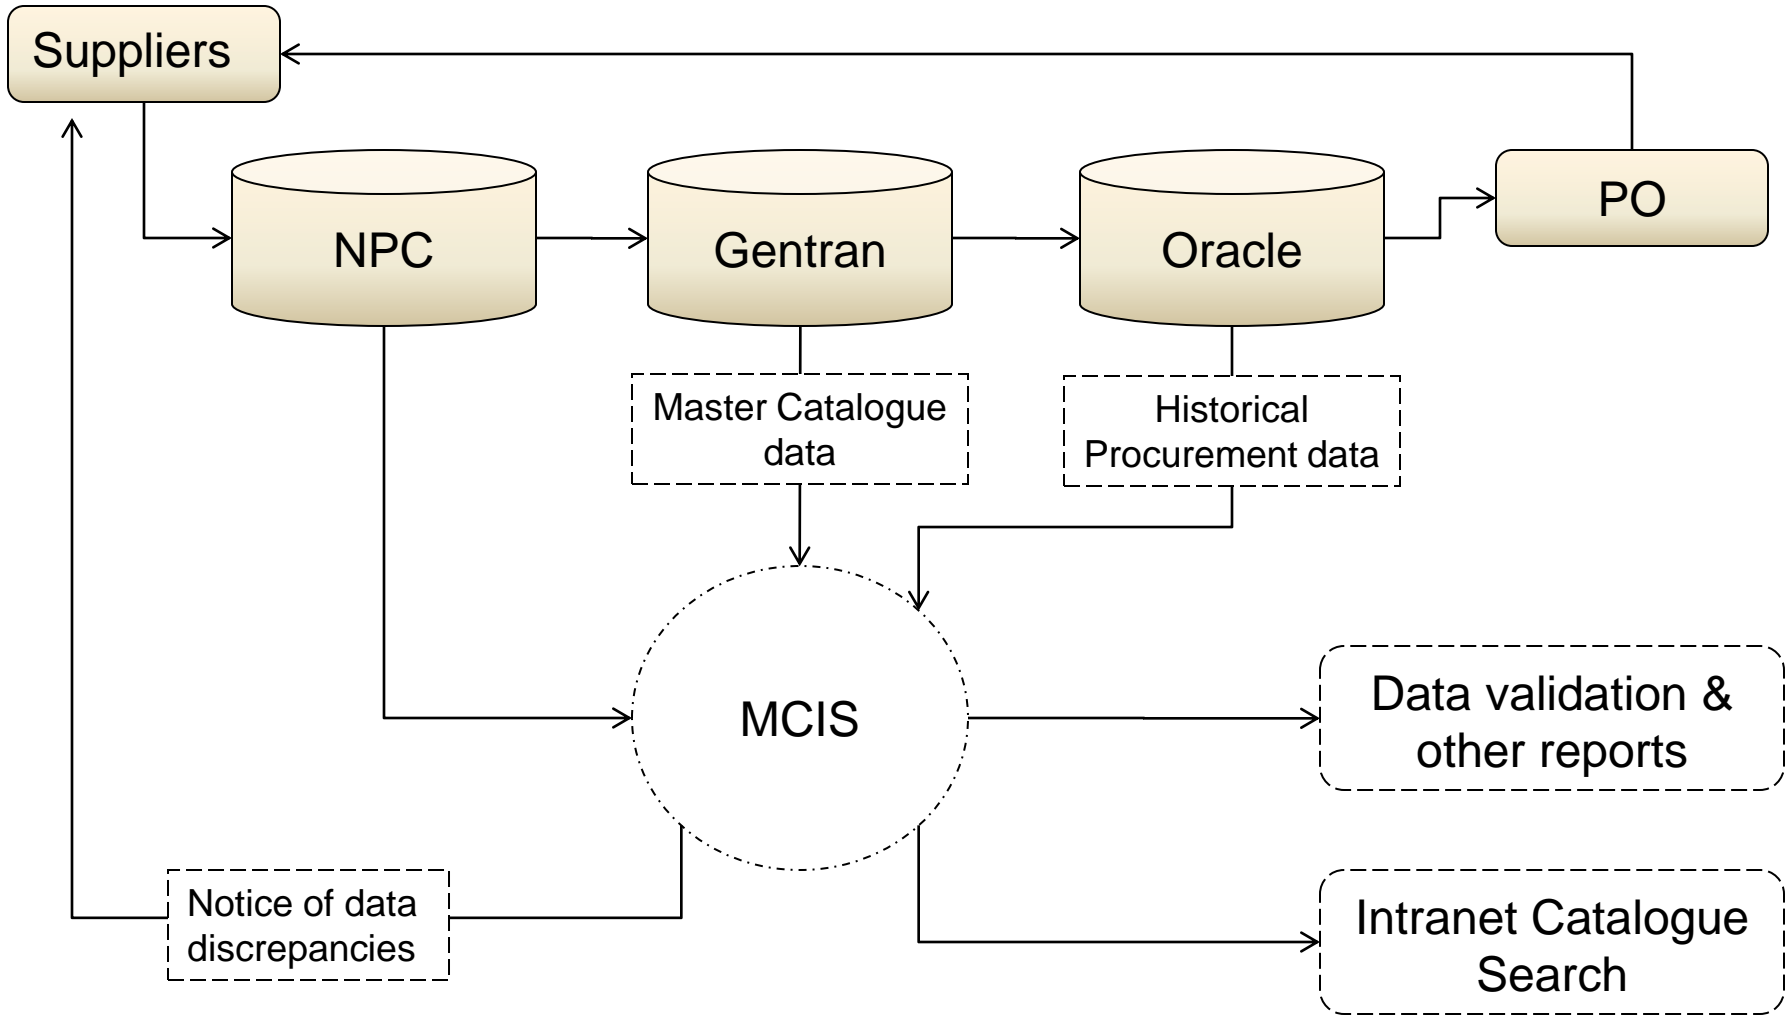 Suppliers
NPC
Gentran
Oracle
PO
Master Catalogue
data
Historical
Procurement data
MCIS
Data validation &
other reports
Notice of data
discrepancies
Intranet Catalogue
Search